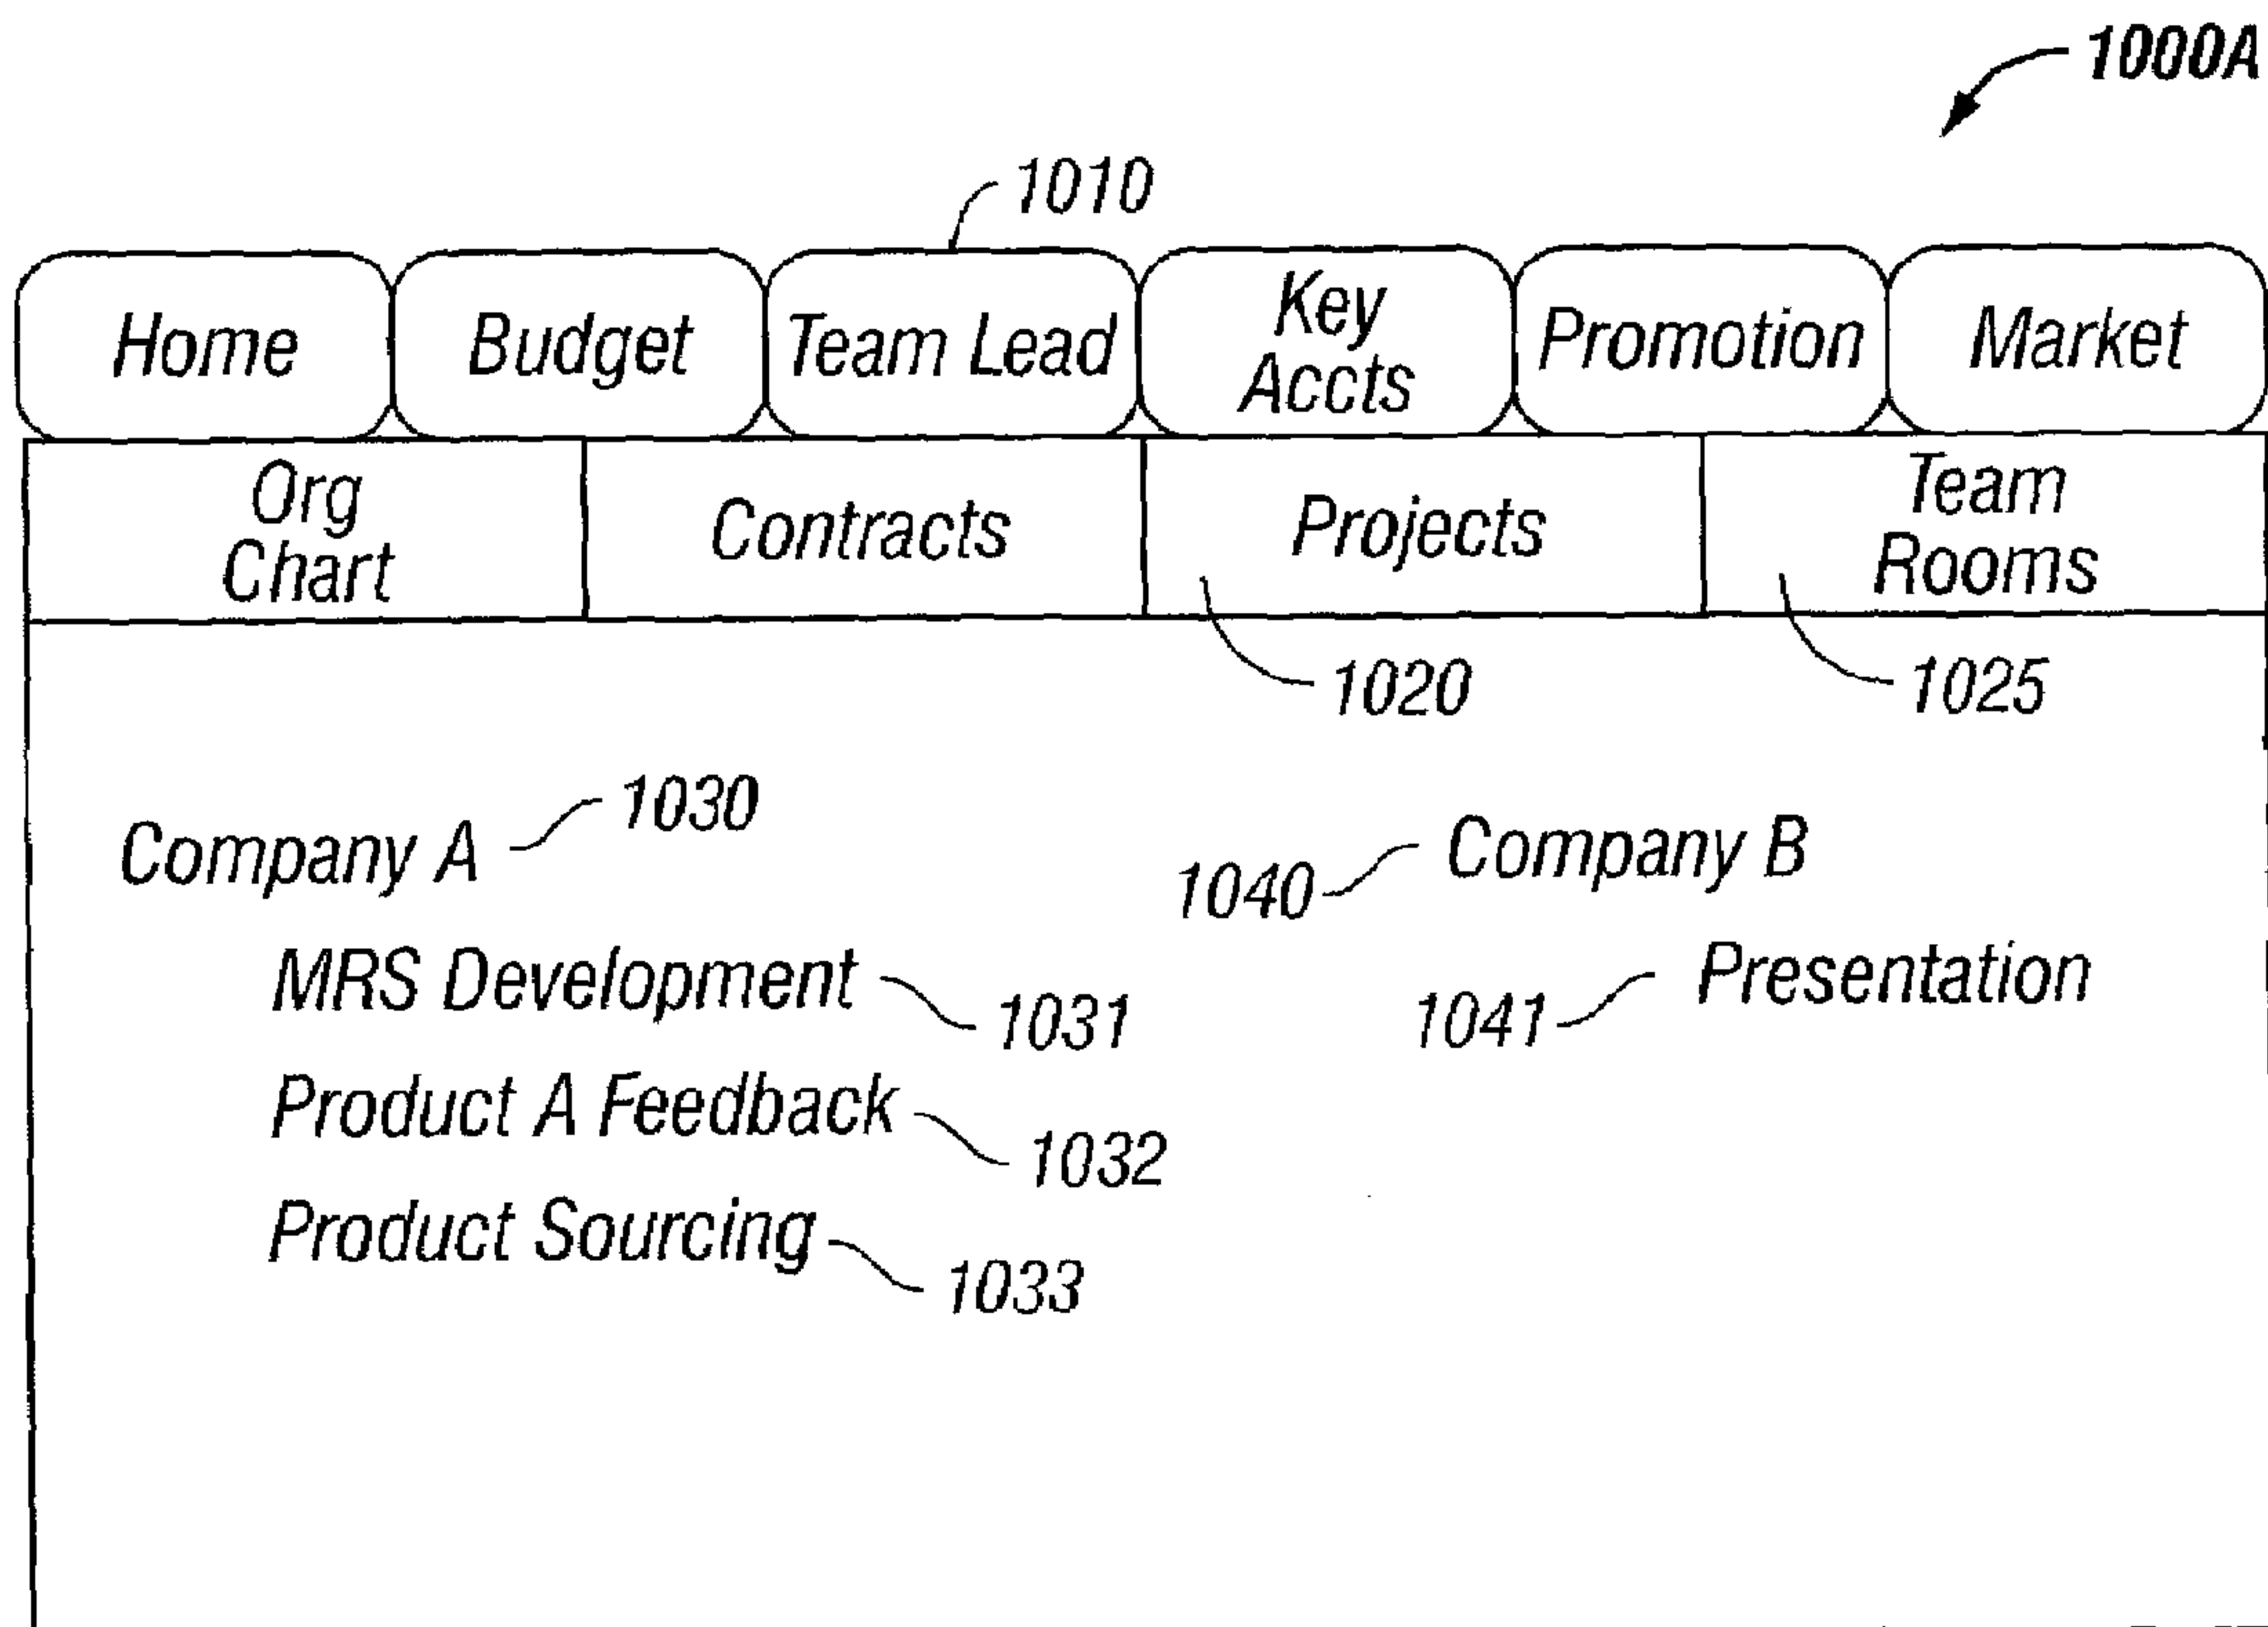 1000A
1010
Home
Budget
Team Lead
Key
Accts
Promotion
Market
Org
Chart
Contracts
Projects
Team
Rooms
1020
1025
Company A
1030
1040
Company B
MRS Development
1031
1041
Presentation
Product A Feedback
1032
Product Sourcing
1033